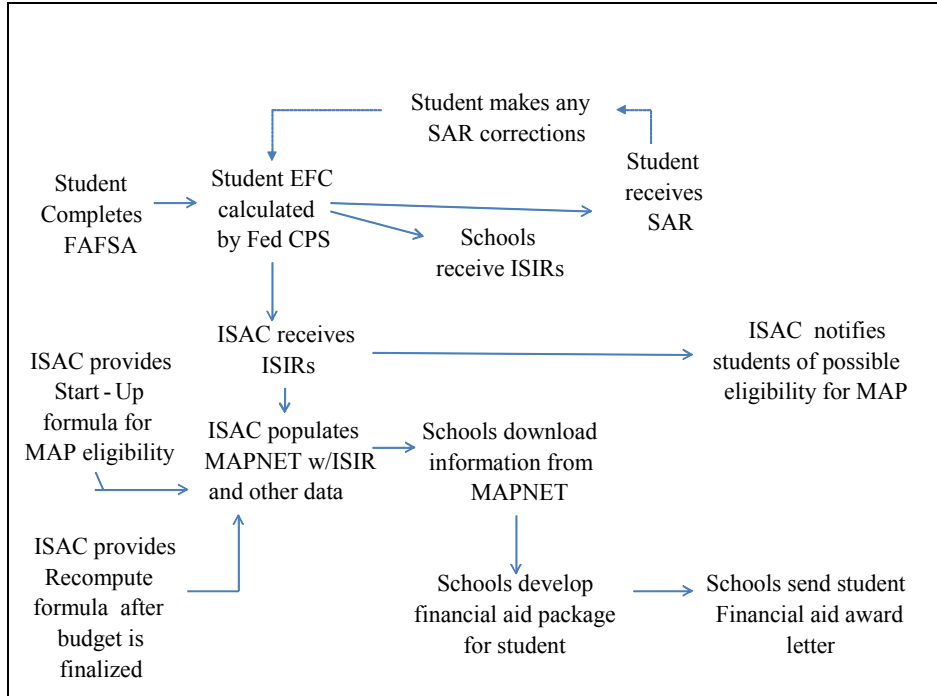 Student makes any
SAR corrections
Student
receives
SAR
Student
Completes
FAFSA
Student EFC
calculated
by Fed CPS
Schools
receive ISIRs
ISAC receives
ISIRs
ISAC notifies
students of possible
eligibility for MAP
ISAC provides
Start-Up
formula for
MAP eligibility
ISAC populates
MAPNET w/ISIR
and other data
Schools download
information from
MAPNET
ISAC provides
Recompute
formula after
budget is
finalized
Schools develop
financial aid package
for student
Schools send student
Financial aid award
letter